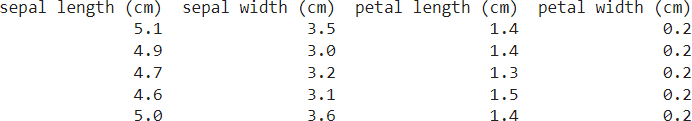 sepal length (cm)  sepal width (cm)  petal length (cm)  petal width (cm)
5.1  3.5  1.4  0.2
4.9  3.0  1.4  0.2
4.7  3.2  1.3  0.2
4.6  3.1  1.5  0.2
5.0  3.6  1.4  0.2